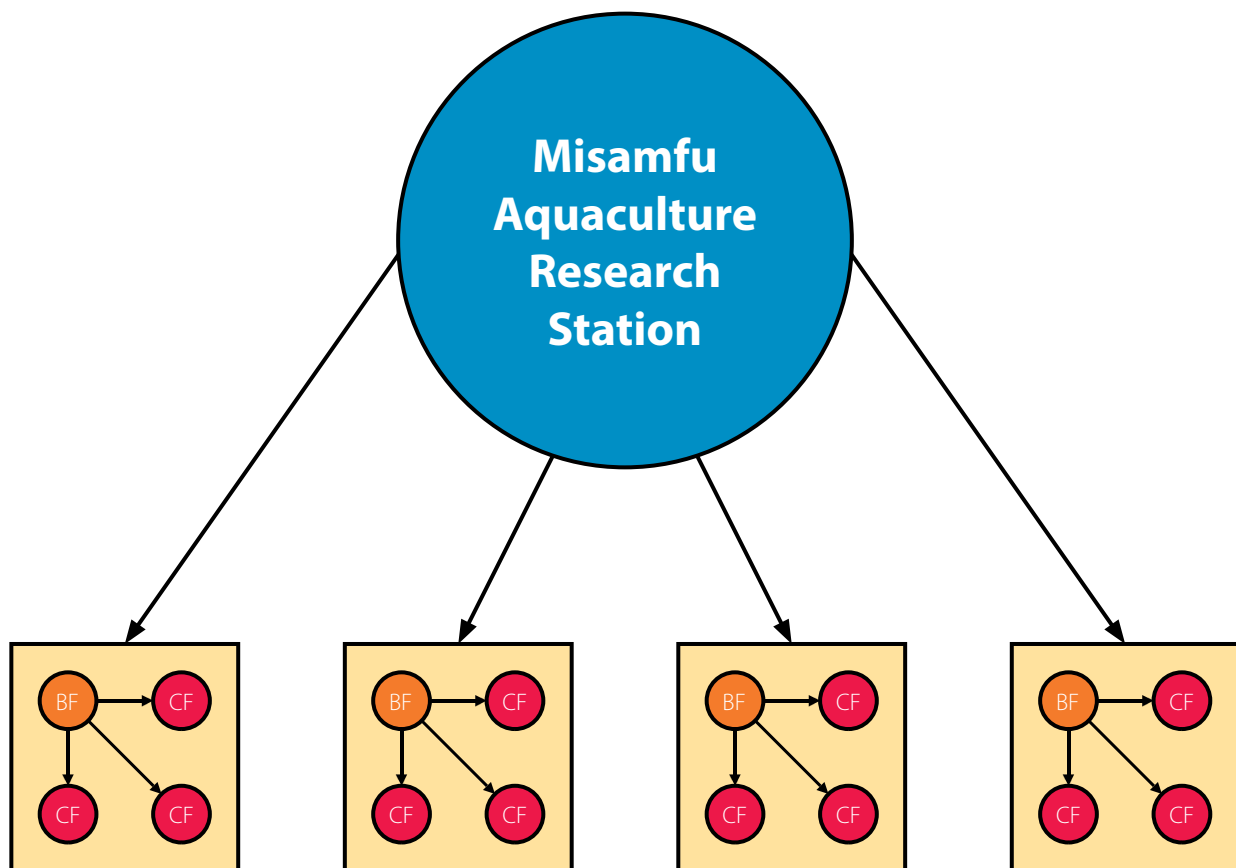 Misamfu
Aquaculture
Research
Station
BF CF BF CF BF CF BF CF
CF CF CF CF CF CF CF CF